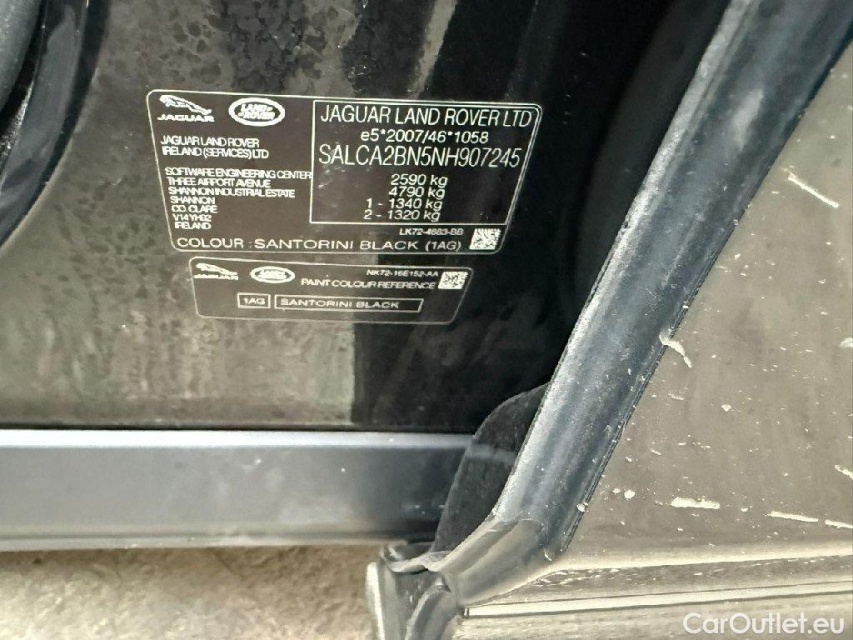 JAGUAR
LAND ROVER
JAGUAR LAND ROVER LTD
e5*2007/46*1058
SALCA2BN5NH907245
2590 kg
4790 kg
1 - 1340 kg
2 - 1320 kg
JAGUAR LAND ROVER
IRELAND (SERVICES) LTD
SOFTWARE ENGINEERING CENTER
THREE AIRPORT AVENUE
SHANNON INDUSTRIAL ESTATE
SHANNON
CO. CLARE
V14 YH92
IRELAND
LK72-4683-BB
COLOUR : SANTORINI BLACK (1AG)
JAGUAR
LAND ROVER
NK72-16E152-AA
PAINT COLOUR REFERENCE
1AG SANTORINI BLACK
CarOutlet.eu